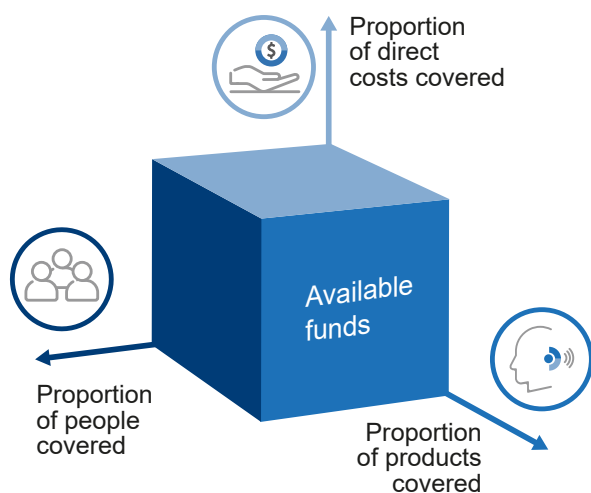 $
Proportion
of direct
costs covered
Available
funds
Proportion
of people
covered
Proportion
of products
covered